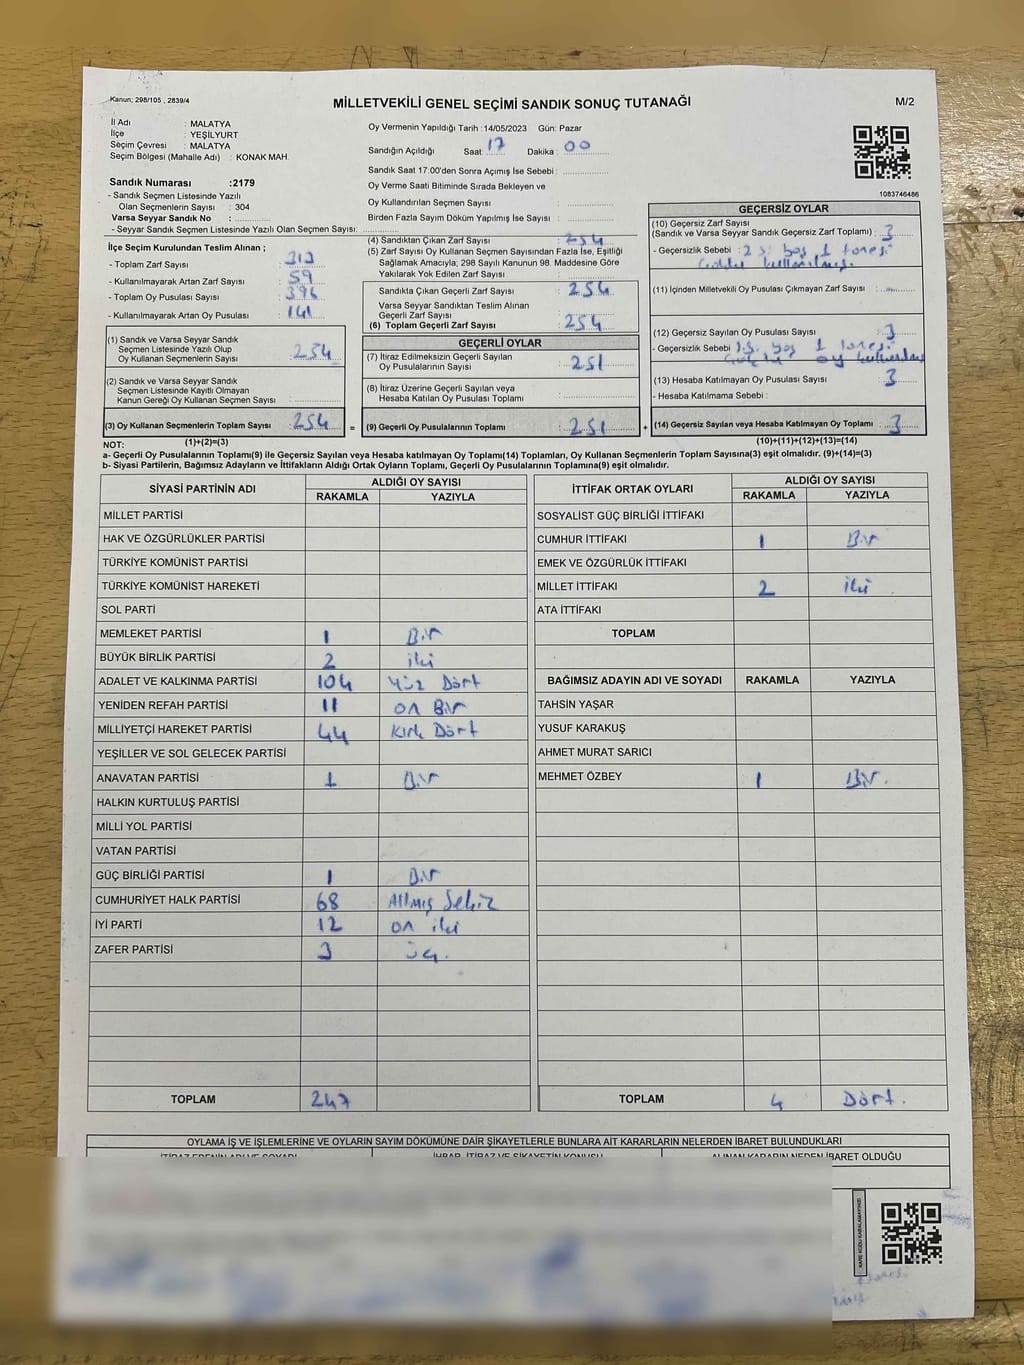 Kanun; 298/105 , 2839/4
MİLLETVEKİLİ GENEL SEÇİMİ SANDIK SONUÇ TUTANAĞI
M/2
İl Adı : MALATYA
İlçe : YEŞİLYURT
Seçim Çevresi : MALATYA
Seçim Bölgesi (Mahalle Adı) : KONAK MAH.
Oy Vermenin Yapıldığı Tarih :14/05/2023 Gün: Pazar
Sandığın Açıldığı Saat: 17 Dakika : 00
Sandık Saat 17:00'den Sonra Açımış İse Sebebi :
Oy Verme Saati Bitiminde Sırada Bekleyen ve
Oy Kullandırılan Seçmen Sayısı :
Birden Fazla Sayım Döküm Yapılmış İse Sayısı :
1083746486
Sandık Numarası :2179
- Sandık Seçmen Listesinde Yazılı
Olan Seçmenlerin Sayısı : 304
Varsa Seyyar Sandık No :
- Seyyar Sandık Seçmen Listesinde Yazılı Olan Seçmen Sayısı:
İlçe Seçim Kurulundan Teslim Alınan ;
- Toplam Zarf Sayısı : 313
- Kullanılmayarak Artan Zarf Sayısı : 59
- Toplam Oy Pusulası Sayısı : 396
- Kullanılmayarak Artan Oy Pusulası : 141
(1) Sandık ve Varsa Seyyar Sandık
Seçmen Listesinde Yazılı Olup
Oy Kullanan Seçmenlerin Sayısı : 254
(2) Sandık ve Varsa Seyyar Sandık
Seçmen Listesinde Kayıtlı Olmayan
Kanun Gereği Oy Kullanan Seçmen Sayısı :
(3) Oy Kullanan Seçmenlerin Toplam Sayısı : 254 =
(4) Sandıktan Çıkan Zarf Sayısı : 254
(5) Zarf Sayısı Oy Kullanan Seçmen Sayısından Fazla İse, Eşitliği
Sağlamak Amacıyla; 298 Sayılı Kanunun 98. Maddesine Göre
Yakılarak Yok Edilen Zarf Sayısı :
Sandıkta Çıkan Geçerli Zarf Sayısı : 254
Varsa Seyyar Sandıktan Teslim Alınan
Geçerli Zarf Sayısı :
(6) Toplam Geçerli Zarf Sayısı : 254
GEÇERLİ OYLAR
(7) İtiraz Edilmeksizin Geçerli Sayılan
Oy Pusulalarının Sayısı : 251
(8) İtiraz Üzerine Geçerli Sayılan veya
Hesaba Katılan Oy Pusulası Toplamı :
(9) Geçerli Oy Pusulalarının Toplamı : 251 +
GEÇERSİZ OYLAR
(10) Geçersiz Zarf Sayısı
(Sandık ve Varsa Seyyar Sandık Geçersiz Zarf Toplamı) : 3
- Geçersizlik Sebebi : 2 si boş 1 tanesi
(11) İçinden Milletvekili Oy Pusulası Çıkmayan Zarf Sayısı :
(12) Geçersiz Sayılan Oy Pusulası Sayısı : 3
- Geçersizlik Sebebi boş 1 tanesi
(13) Hesaba Katılmayan Oy Pusulası Sayısı : 3
- Hesaba Katılmama Sebebi :
(14) Geçersiz Sayılan veya Hesaba Katılmayan Oy Toplamı : 3
NOT: (1)+(2)=(3) (10)+(11)+(12)+(13)=(14)
a- Geçerli Oy Pusulalarının Toplamı(9) ile Geçersiz Sayılan veya Hesaba katılmayan Oy Toplamı(14) Toplamları, Oy Kullanan Seçmenlerin Toplam Sayısına(3) eşit olmalıdır. (9)+(14)=(3)
b- Siyasi Partilerin, Bağımsız Adayların ve İttifakların Aldığı Ortak Oyların Toplamı, Geçerli Oy Pusulalarının Toplamına(9) eşit olmalıdır.
SİYASİ PARTİNİN ADI ALDIĞI OY SAYISI
RAKAMLA YAZIYLA
MİLLET PARTİSİ
HAK VE ÖZGÜRLÜKLER PARTİSİ
TÜRKİYE KOMÜNİST PARTİSİ
TÜRKİYE KOMÜNİST HAREKETİ
SOL PARTİ
MEMLEKET PARTİSİ 1 Bir
BÜYÜK BİRLİK PARTİSİ 2 iki
ADALET VE KALKINMA PARTİSİ 104 Yüz Dört
YENİDEN REFAH PARTİSİ 11 on Bir
MİLLİYETÇİ HAREKET PARTİSİ 44 Kırk Dört
YEŞİLLER VE SOL GELECEK PARTİSİ
ANAVATAN PARTİSİ 1 Bir
HALKIN KURTULUŞ PARTİSİ
MİLLİ YOL PARTİSİ
VATAN PARTİSİ
GÜÇ BİRLİĞİ PARTİSİ 1 Bir
CUMHURİYET HALK PARTİSİ 68 Altmış Sekiz
İYİ PARTİ 12 on iki
ZAFER PARTİSİ 3 üç.
TOPLAM 247
İTTİFAK ORTAK OYLARI ALDIĞI OY SAYISI
RAKAMLA YAZIYLA
SOSYALİST GÜÇ BİRLİĞİ İTTİFAKI
CUMHUR İTTİFAKI 1 Bir
EMEK VE ÖZGÜRLÜK İTTİFAKI
MİLLET İTTİFAKI 2 iki
ATA İTTİFAKI
TOPLAM
BAĞIMSIZ ADAYIN ADI VE SOYADI RAKAMLA YAZIYLA
TAHSİN YAŞAR
YUSUF KARAKUŞ
AHMET MURAT SARICI
MEHMET ÖZBEY 1 Bir.
TOPLAM 4 Dört.
OYLAMA İŞ VE İŞLEMLERİNE VE OYLARIN SAYIM DÖKÜMÜNE DAİR ŞİKAYETLERLE BUNLARA AİT KARARLARIN NELERDEN İBARET BULUNDUKLARI
İTİRAZ EDENİN ADI VE SOYADI İHBAR, İTİRAZ VE ŞİKAYETİN KONUSU ALINAN KARARIN NEDEN İBARET OLDUĞU
KARE KODU KARALAMAYINIZ!